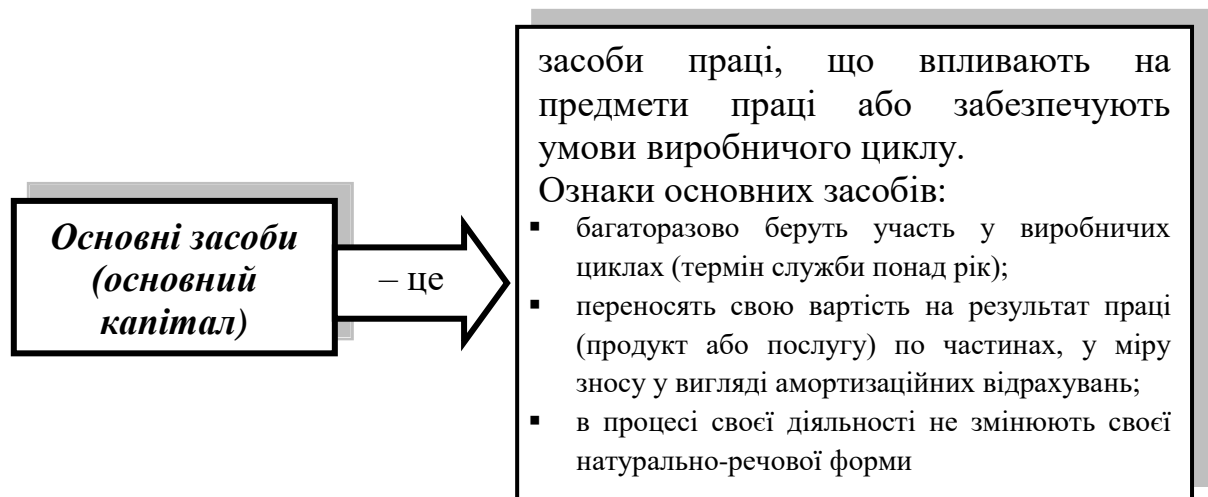 Основні засоби
(основний
капітал)
– це
засоби праці, що впливають на
предмети праці або забезпечують
умови виробничого циклу.
Ознаки основних засобів:
▪ багаторазово беруть участь у виробничих
циклах (термін служби понад рік);
▪ переносять свою вартість на результат праці
(продукт або послугу) по частинах, у міру
зносу у вигляді амортизаційних відрахувань;
▪ в процесі своєї діяльності не змінюють своєї
натурально-речової форми